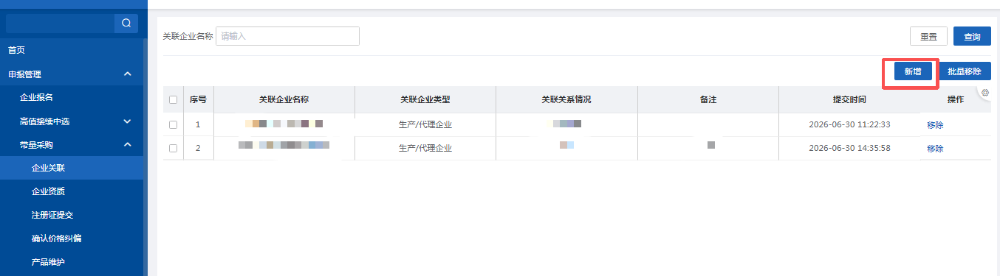 首页
申报管理
企业报名
高值接续中选
带量采购
企业关联
企业资质
注册证提交
确认价格纠偏
产品维护
关联企业名称 请输入 重置 查询
新增 批量移除
序号 关联企业名称 关联企业类型 关联关系情况 备注 提交时间 操作
1 生产/代理企业 2026-06-30 11:22:33 移除
2 生产/代理企业 2026-06-30 14:35:58 移除